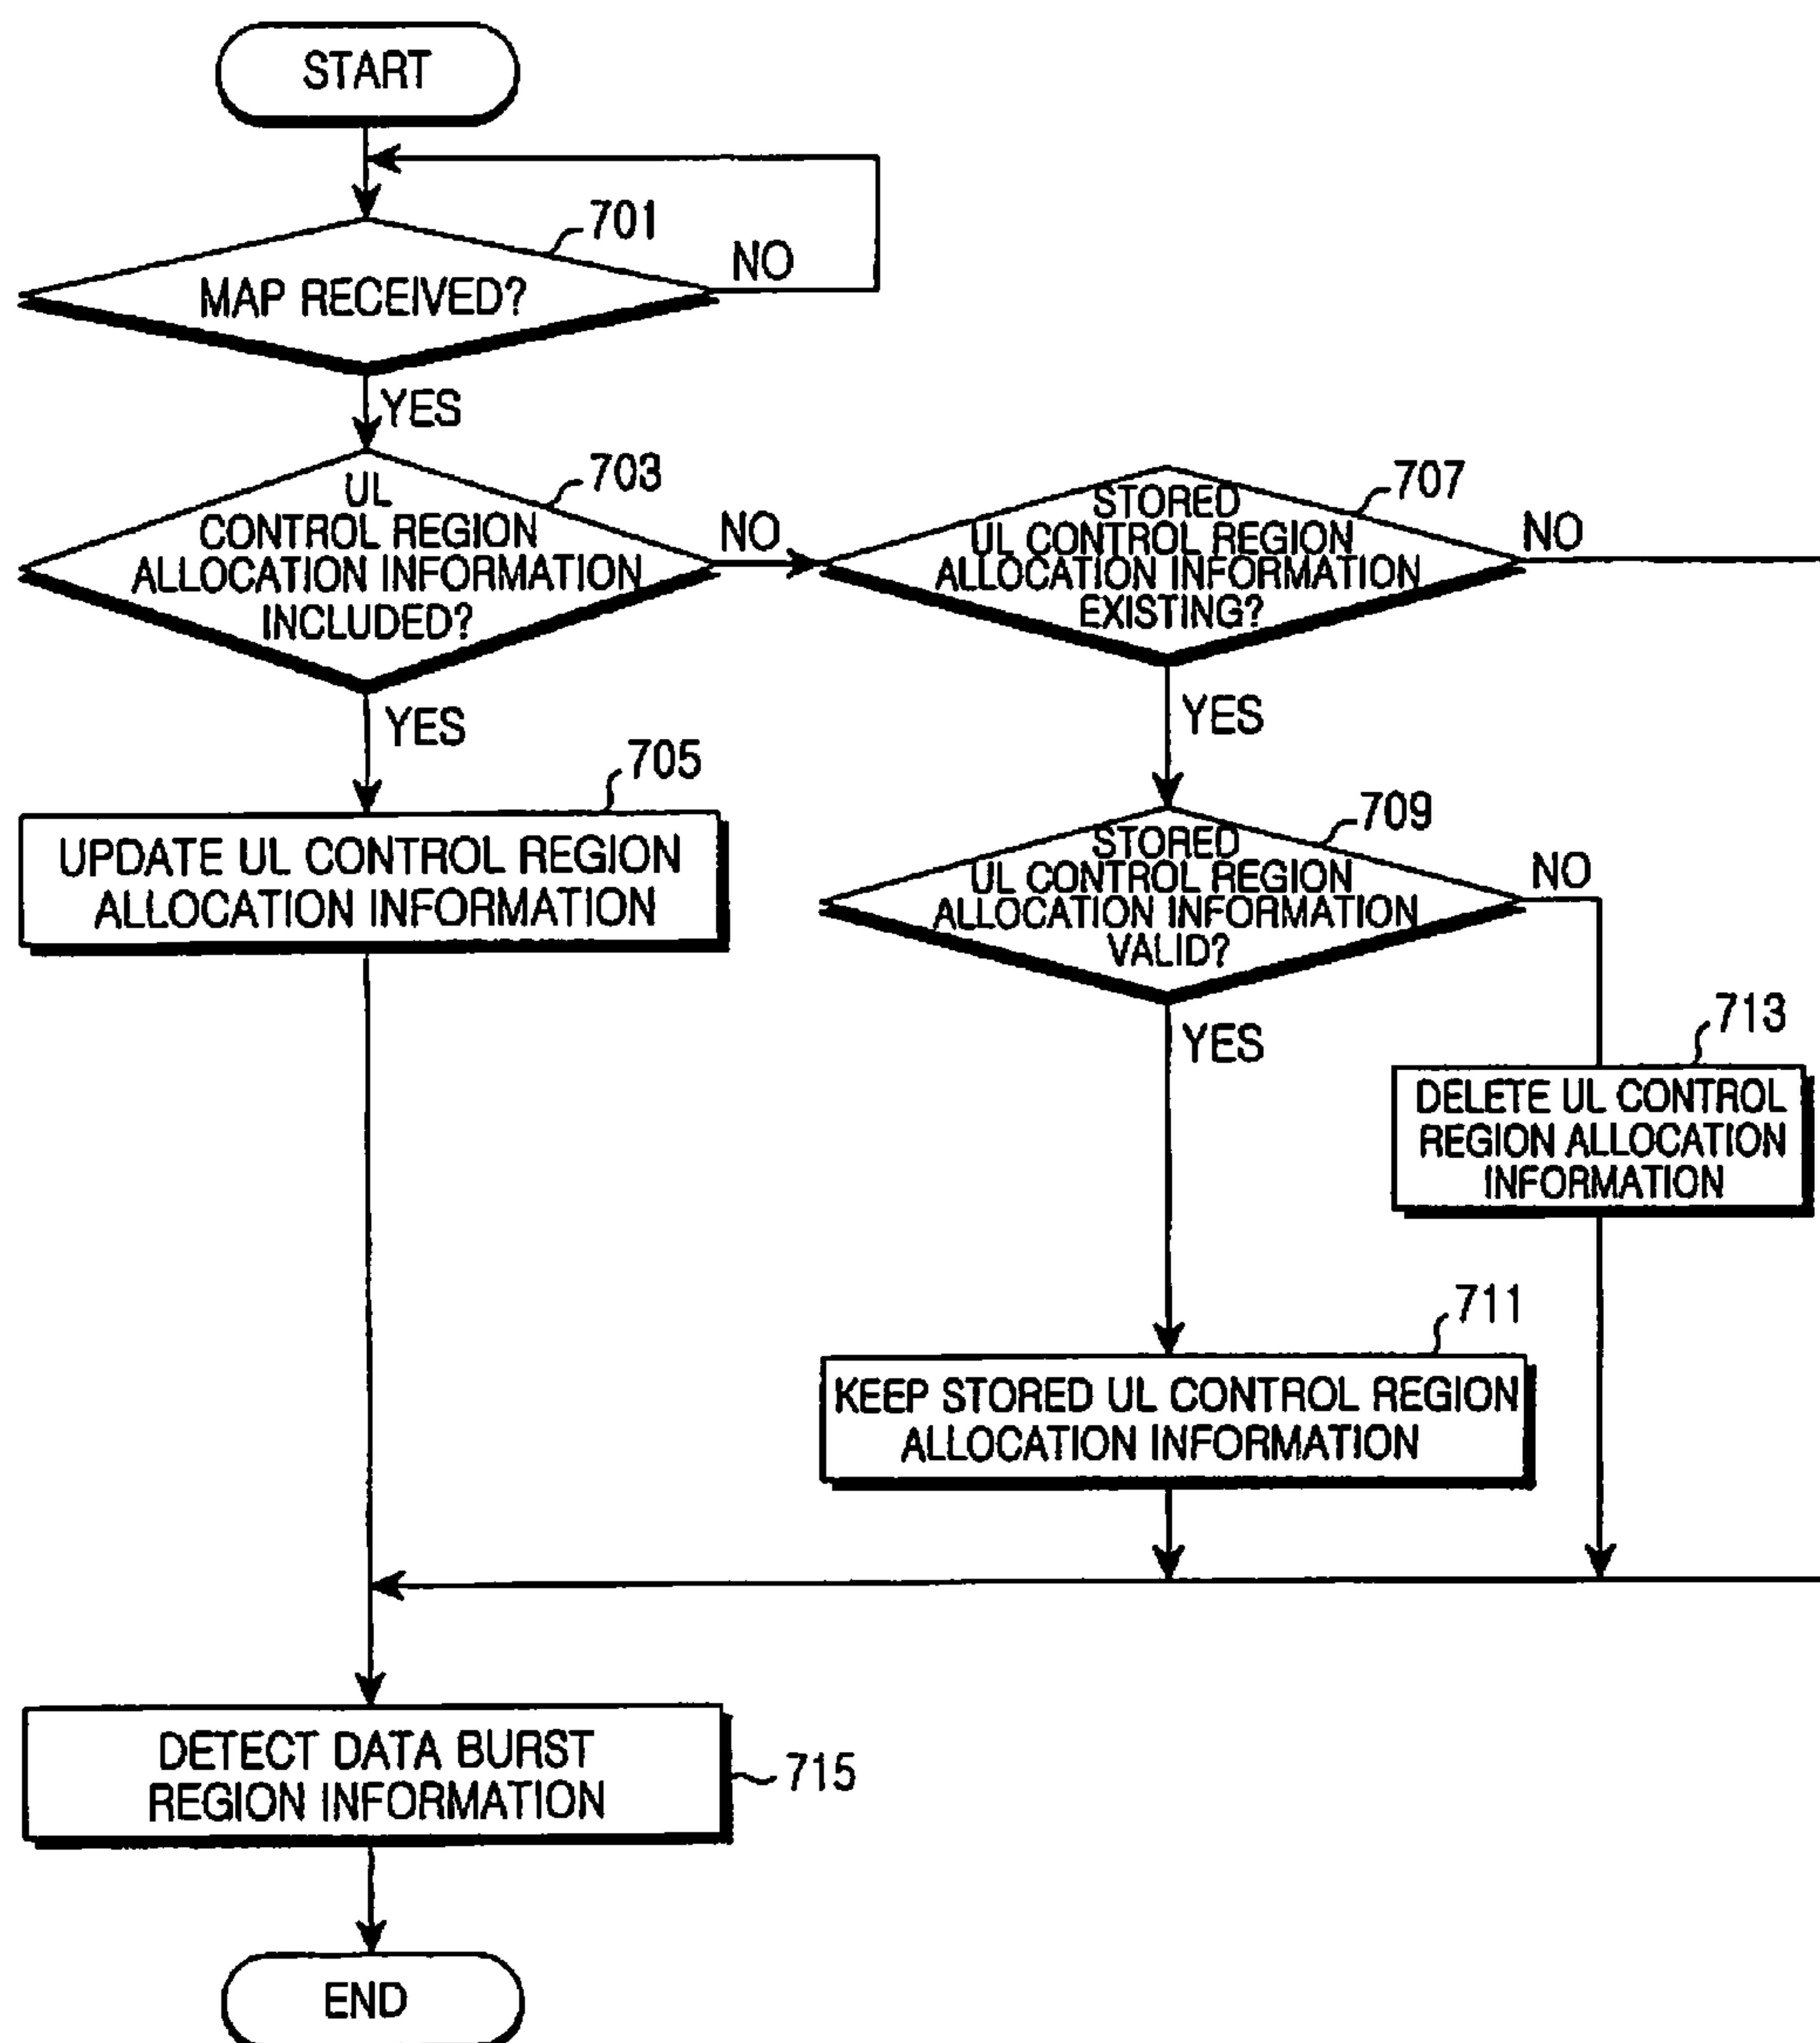 START
701
NO
MAP RECEIVED?
YES
703
UL
CONTROL REGION
ALLOCATION INFORMATION
INCLUDED?
NO
707
STORED
UL CONTROL REGION
ALLOCATION INFORMATION
EXISTING?
NO
YES
YES
705
UPDATE UL CONTROL REGION
ALLOCATION INFORMATION
709
STORED
UL CONTROL REGION
ALLOCATION INFORMATION
VALID?
NO
YES
713
DELETE UL CONTROL
REGION ALLOCATION
INFORMATION
711
KEEP STORED UL CONTROL REGION
ALLOCATION INFORMATION
DETECT DATA BURST
REGION INFORMATION
715
END